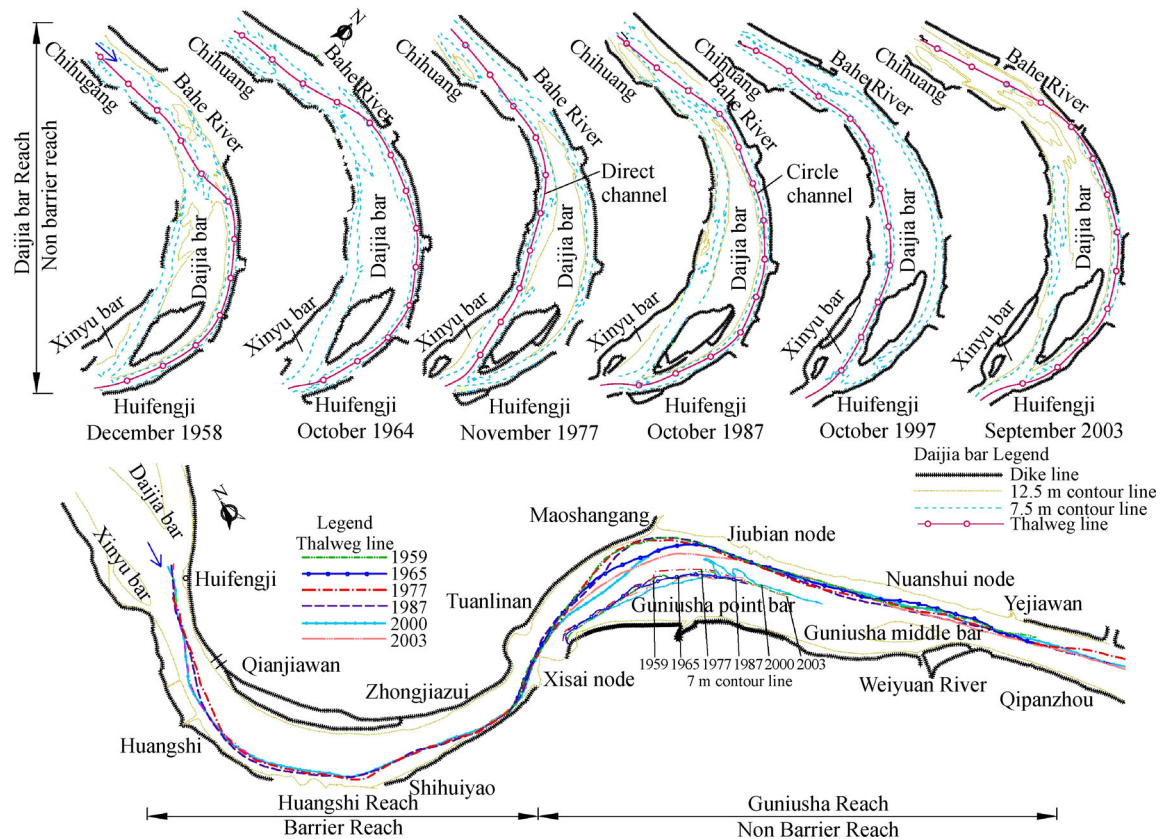 N
Daijia bar Reach
Non barrier reach
Chihugang
Bahe River
Daijia bar
Xinyu bar
Huifengji
December 1958
Chihuang
Bahe River
Daijia bar
Xinyu bar
Huifengji
October 1964
Chihuang
Bahe River
Direct
channel
Daijia bar
Xinyu bar
Huifengji
November 1977
Chihuang
Bahe River
Circle
channel
Daijia bar
Xinyu bar
Huifengji
October 1987
Chihuang
Bahe River
Daijia bar
Xinyu bar
Huifengji
October 1997
Chihuang
Bahe River
Daijia bar
Xinyu bar
Huifengji
September 2003
Daijia bar Legend
Dike line
12.5 m contour line
7.5 m contour line
Thalweg line
Daijia bar
Xinyu bar
N
Huifengji
Legend
Thalweg line
1959
1965
1977
1987
2000
2003
Qianjiawan
Huangshi
Zhongjiazui
Shihuiyao
Tuanlinan
Maoshangang
Jiubian node
Nuanshui node
Yejiawan
Guniusha point bar
Guniusha middle bar
Xisai node
1959 1965 1977 1987 2000 2003
7 m contour line
Weiyuan River
Qipanzhou
Huangshi Reach
Barrier Reach
Guniusha Reach
Non Barrier Reach